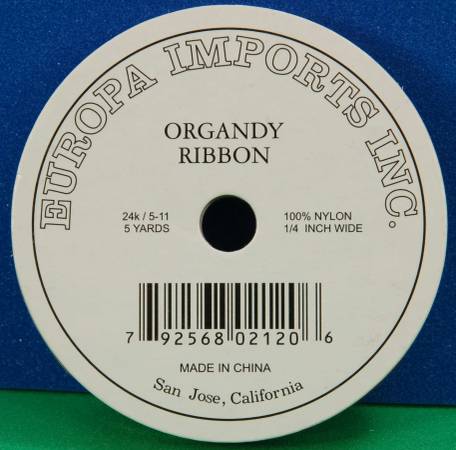 EUROPA IMPORTS INC.
ORGANDY
RIBBON
24k / 5-11
5 YARDS
100% NYLON
1/4 INCH WIDE
7 92568 02120 6
MADE IN CHINA
San Jose, California